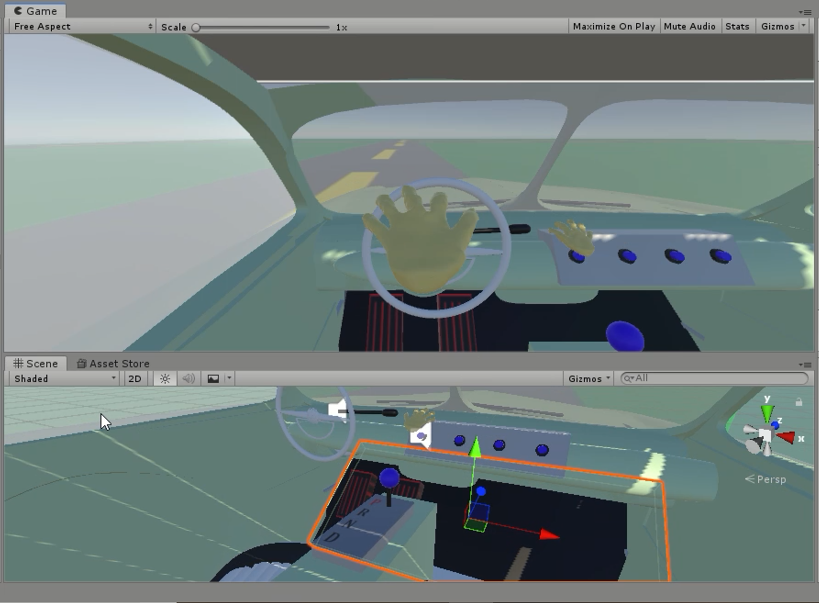 Game
Free Aspect Scale 1x Maximize On Play Mute Audio Stats Gizmos
Scene Asset Store
Shaded 2D Gizmos All
y
z
x
Persp
R
N
D